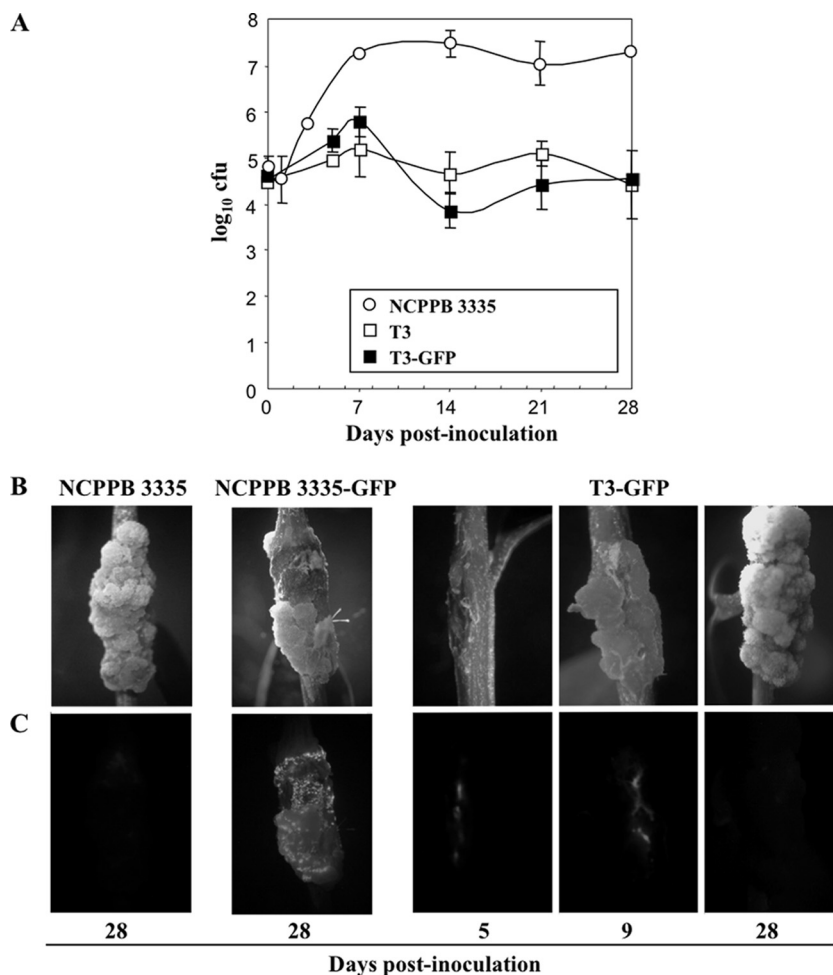 A
8
7
6
5
4
3
2
1
0
log10 cfu
NCPPB 3335
T3
T3-GFP
0 7 14 21 28
Days post-inoculation
B
NCPPB 3335 NCPPB 3335-GFP T3-GFP
C
28 28 5 9 28
Days post-inoculation